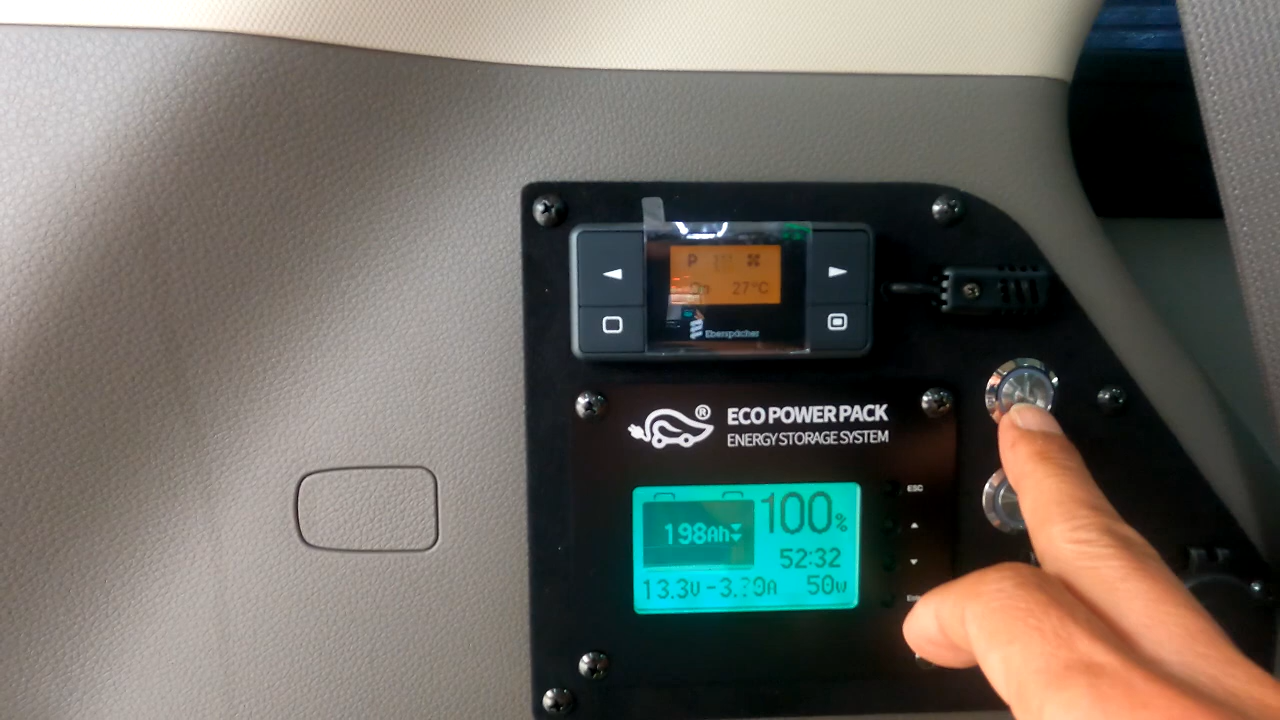 P
27°C
Eberspächer
®
ECO POWER PACK
ENERGY STORAGE SYSTEM
ESC
100%
198Ah
52:32
13.3V 50W